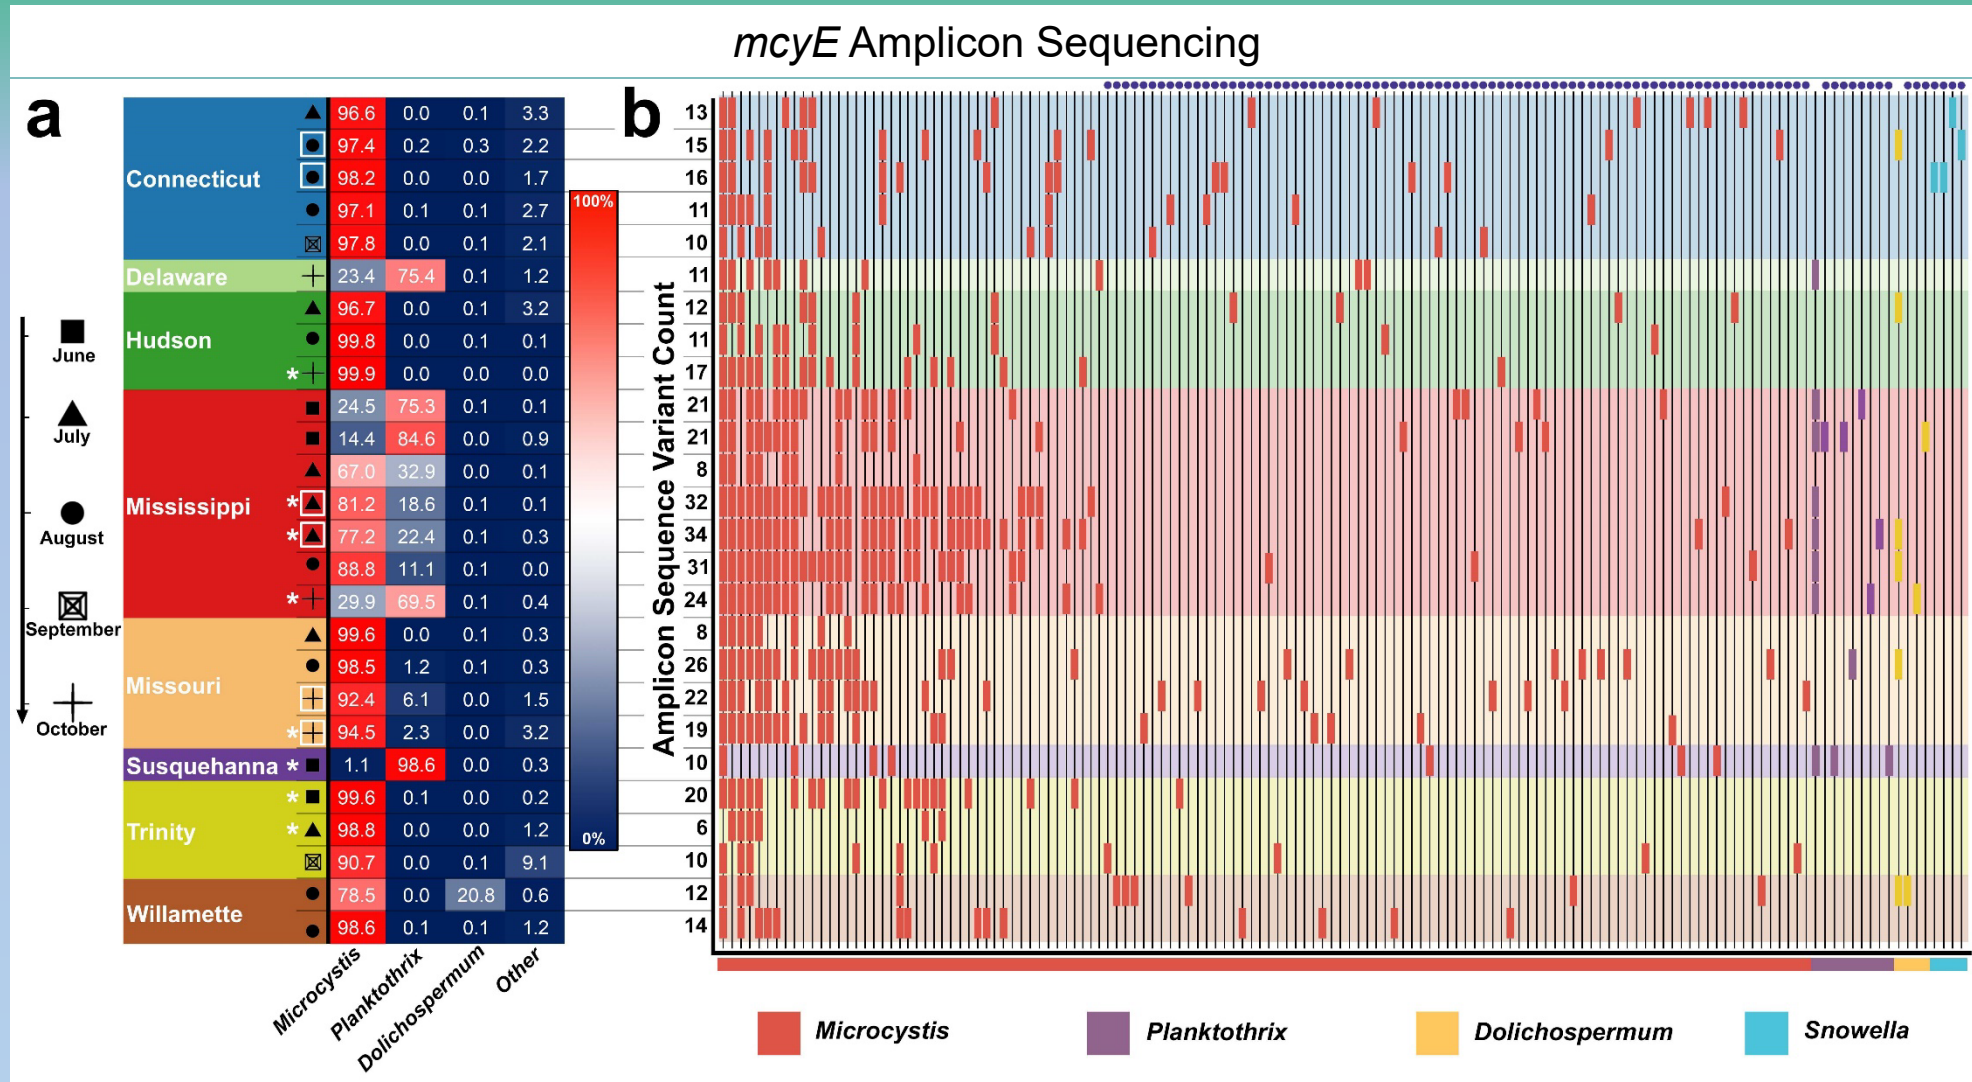 mcyE Amplicon Sequencing
a
b
June
July
August
September
October
Connecticut
96.6 0.0 0.1 3.3
97.4 0.2 0.3 2.2
98.2 0.0 0.0 1.7
97.1 0.1 0.1 2.7
97.8 0.0 0.1 2.1
Delaware
23.4 75.4 0.1 1.2
Hudson
96.7 0.0 0.1 3.2
99.8 0.0 0.1 0.1
* 99.9 0.0 0.0 0.0
Mississippi
24.5 75.3 0.1 0.1
14.4 84.6 0.0 0.9
67.0 32.9 0.0 0.1
* 81.2 18.6 0.1 0.1
* 77.2 22.4 0.1 0.3
88.8 11.1 0.1 0.0
* 29.9 69.5 0.1 0.4
Missouri
99.6 0.0 0.1 0.3
98.5 1.2 0.1 0.3
92.4 6.1 0.0 1.5
* 94.5 2.3 0.0 3.2
Susquehanna * 1.1 98.6 0.0 0.3
Trinity
* 99.6 0.1 0.0 0.2
* 98.8 0.0 0.0 1.2
90.7 0.0 0.1 9.1
Willamette
78.5 0.0 20.8 0.6
98.6 0.1 0.1 1.2
Microcystis
Planktothrix
Dolichospermum
Other
100%
0%
Amplicon Sequence Variant Count
13
15
16
11
10
11
12
11
17
21
21
8
32
34
31
24
8
26
22
19
10
20
6
10
12
14
Microcystis
Planktothrix
Dolichospermum
Snowella